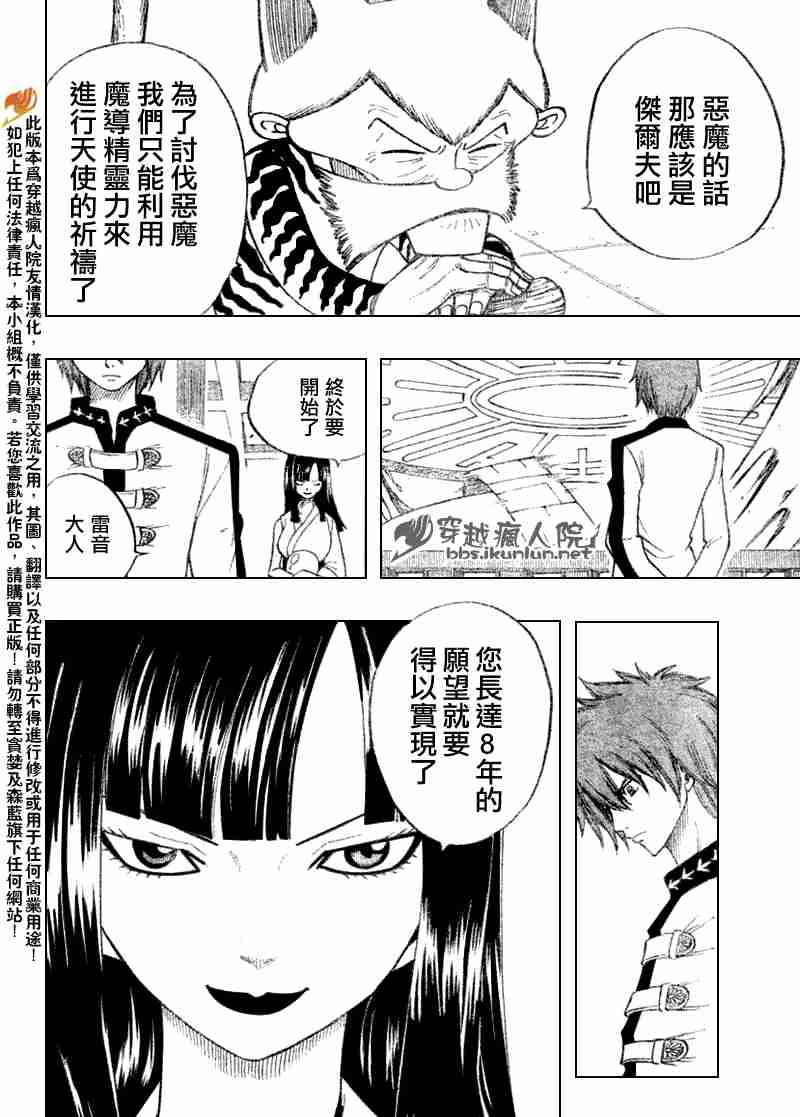 惡魔的話
那應該是
傑爾夫吧
為了討伐惡魔
我們只能利用
魔導精靈力來
進行天使的祈禱了
穿越瘋人院
bbs.ikunlun.net
終於要
開始了
雷音
大人
您長達8年的
願望就要
得以實現了
此版本爲穿越瘋人院友情漢化，僅供學習交流之用，其圖、翻譯以及任何部分不得進行修改或用于任何商業用途！
如犯上任何法律責任，本小組概不負責。若您喜歡此作品，請購買正版！請勿轉至貪婪及森藍旗下任何網站！